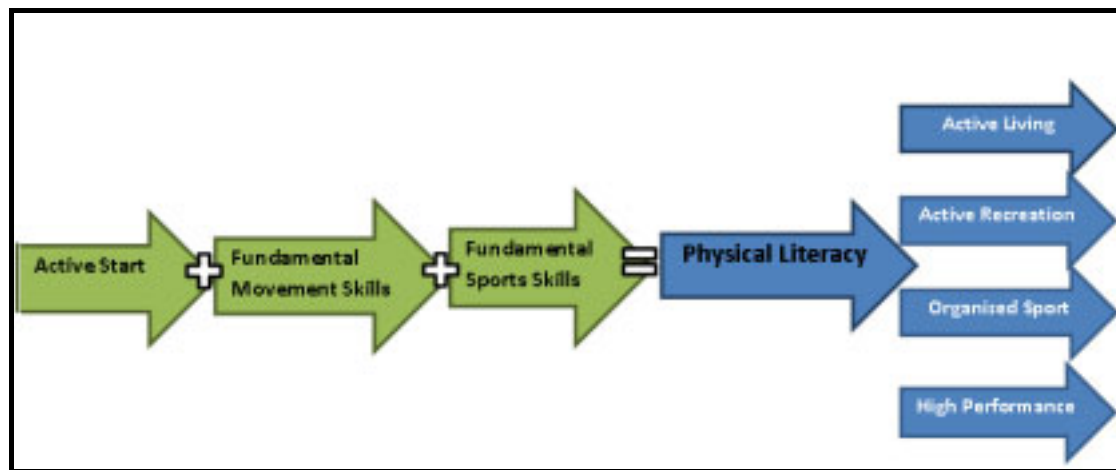 Active Start
Fundamental
Movement Skills
Fundamental
Sports Skills
Physical Literacy
Active Living
Active Recreation
Organised Sport
High Performance